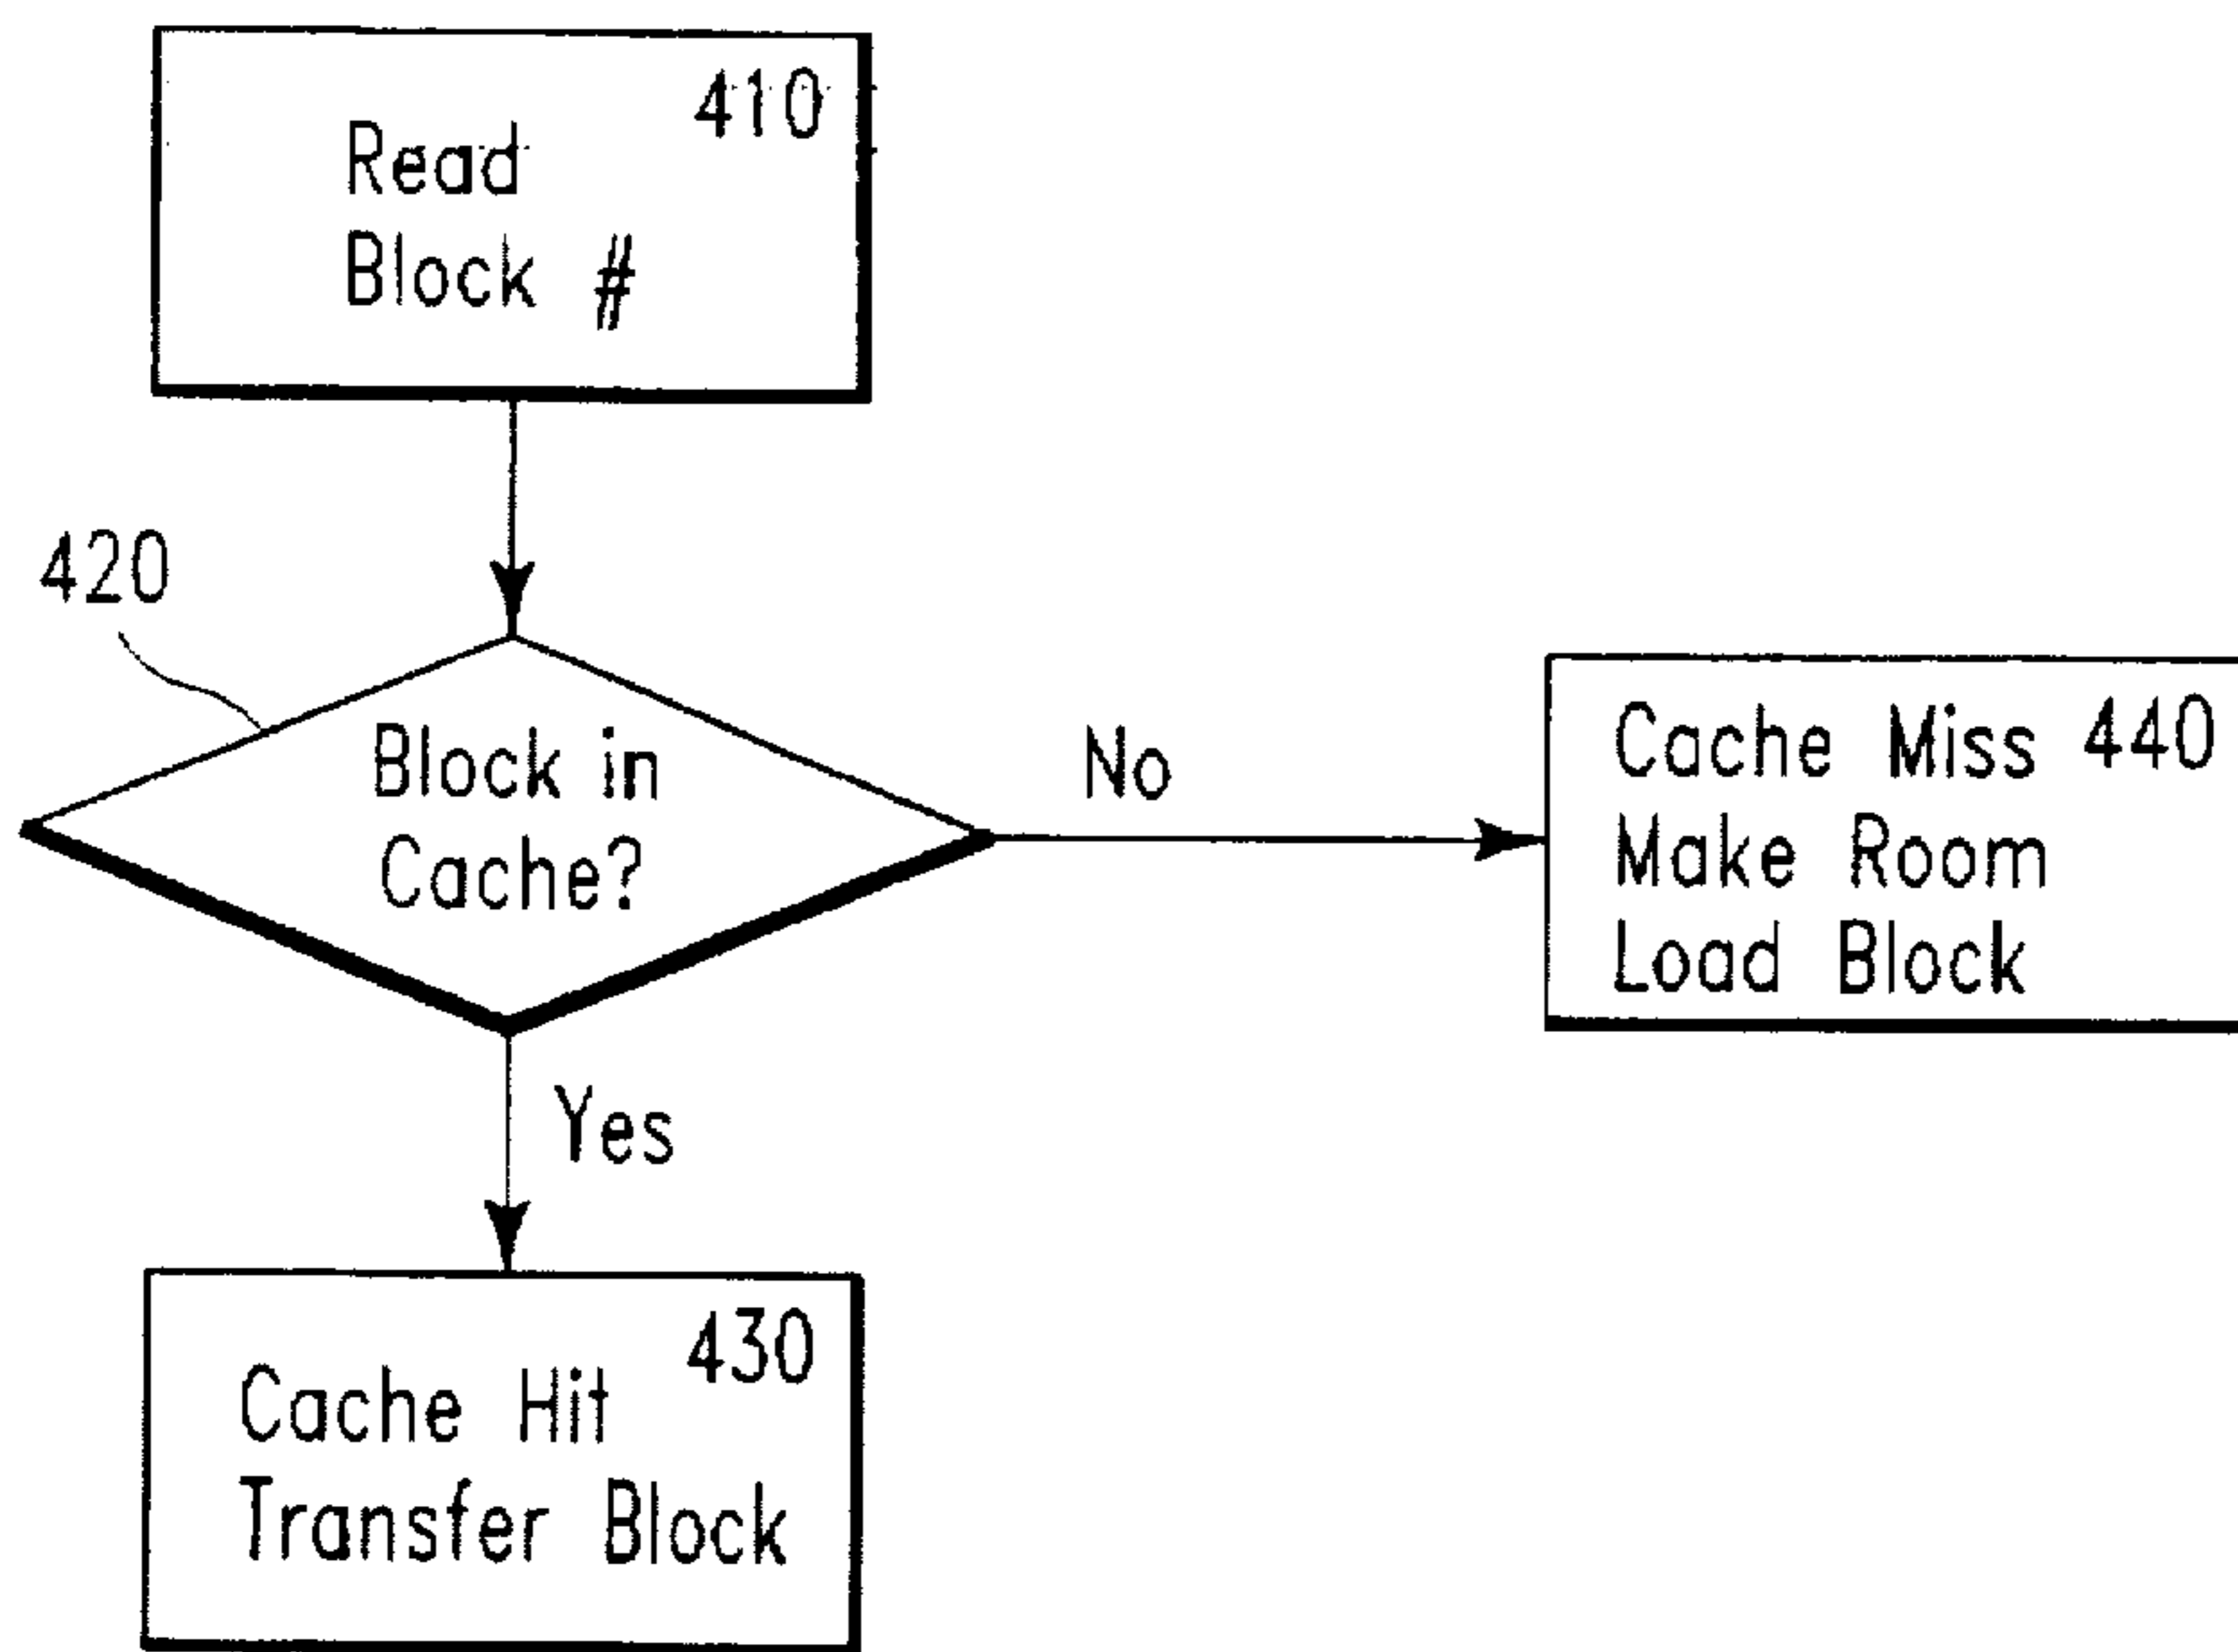 410
Read
Block #
420
Block in
Cache?
No
Cache Miss 440
Make Room
Load Block
Yes
430
Cache Hit
Transfer Block